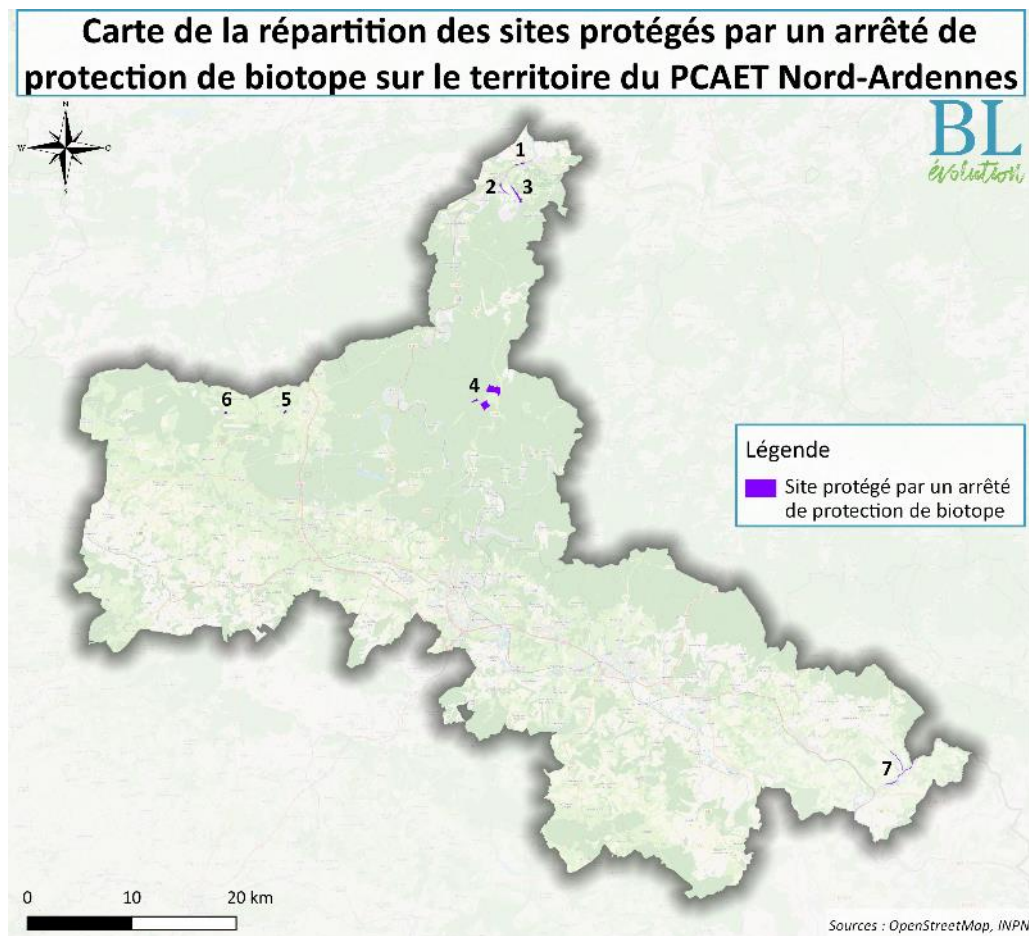 Carte de la répartition des sites protégés par un arrêté de
protection de biotope sur le territoire du PCAET Nord-Ardennes
N
W
S
BL
évolution
1
2
3
4
5
6
7
Légende
Site protégé par un arrêté
de protection de biotope
0
10
20 km
Sources : OpenStreetMap, INPN